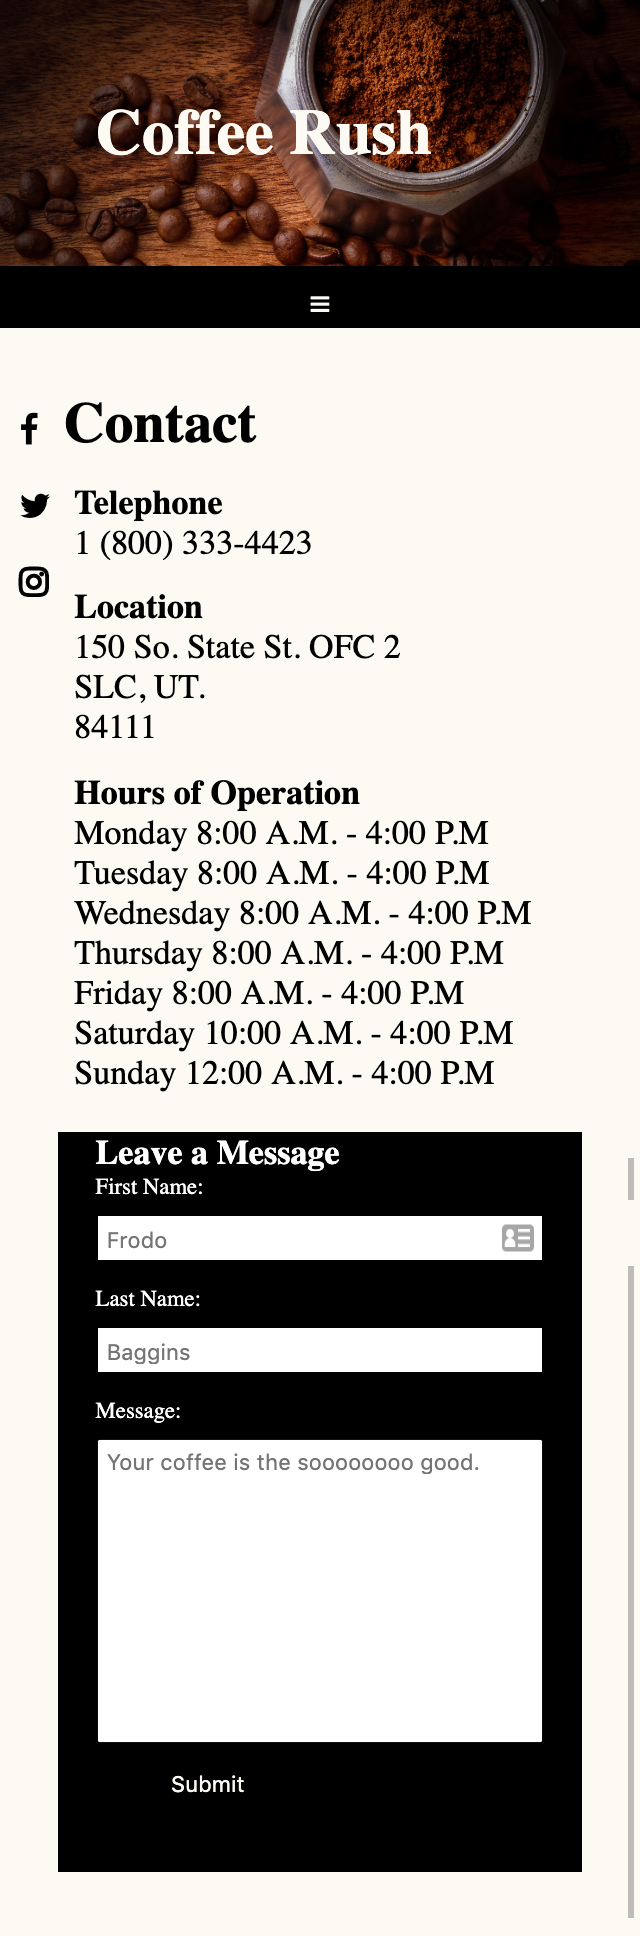 Coffee Rush
Contact
Telephone
1 (800) 333-4423
Location
150 So. State St. OFC 2
SLC, UT.
84111
Hours of Operation
Monday 8:00 A.M. - 4:00 P.M
Tuesday 8:00 A.M. - 4:00 P.M
Wednesday 8:00 A.M. - 4:00 P.M
Thursday 8:00 A.M. - 4:00 P.M
Friday 8:00 A.M. - 4:00 P.M
Saturday 10:00 A.M. - 4:00 P.M
Sunday 12:00 A.M. - 4:00 P.M
Leave a Message
First Name:
Frodo
Last Name:
Baggins
Message:
Your coffee is the soooooooo good.
Submit